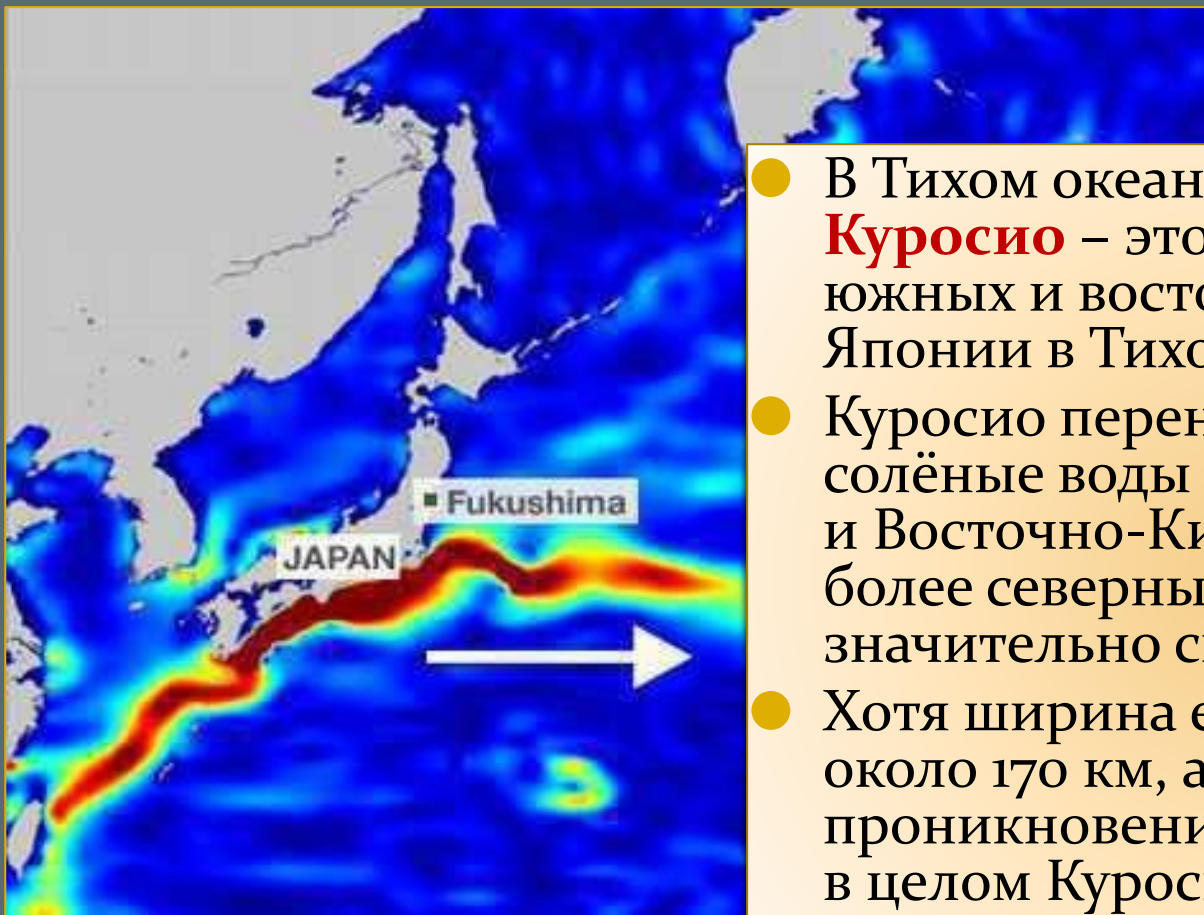 Fukushima
JAPAN
В Тихом океан
Куросио – это
южных и восто
Японии в Тихо
Куросио перен
солёные воды
и Восточно-Ки
более северны
значительно с
Хотя ширина е
около 170 км, а
проникновени
в целом Курос